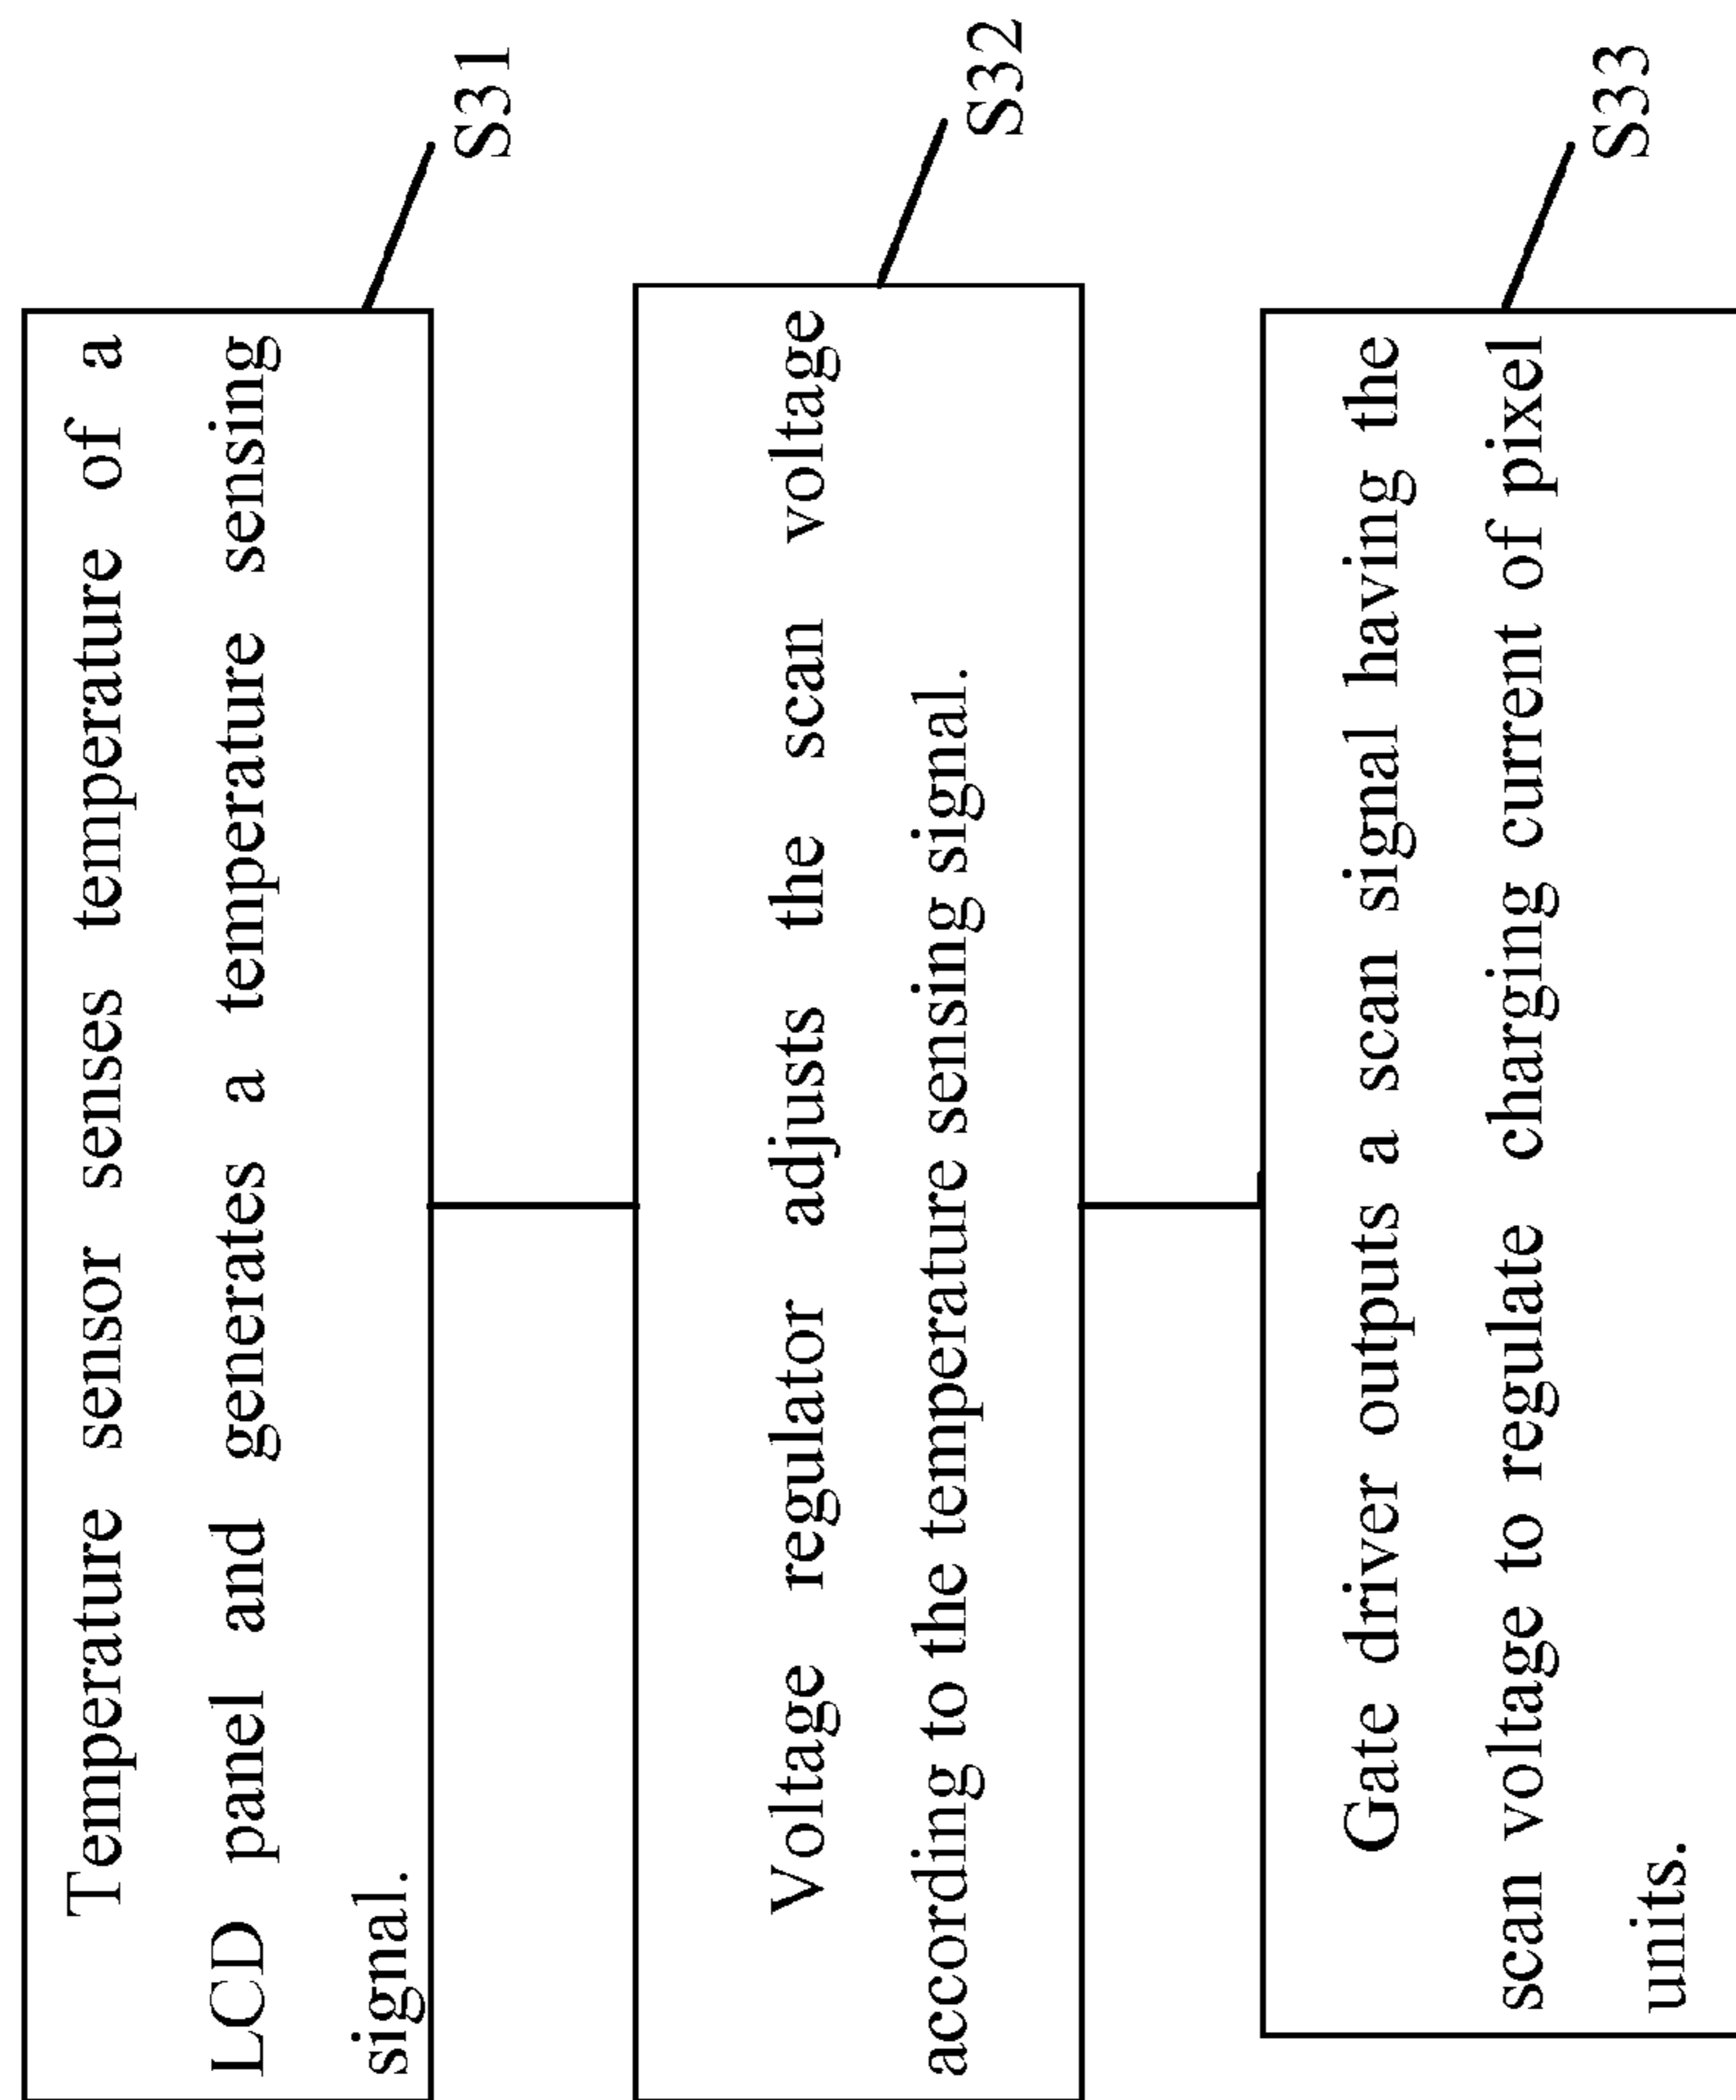 Temperature sensor senses temperature of a
LCD panel and generates a temperature sensing
signal.
S31
Voltage regulator adjusts the scan voltage
according to the temperature sensing signal.
S32
Gate driver outputs a scan signal having the
scan voltage to regulate charging current of pixel
units.
S33